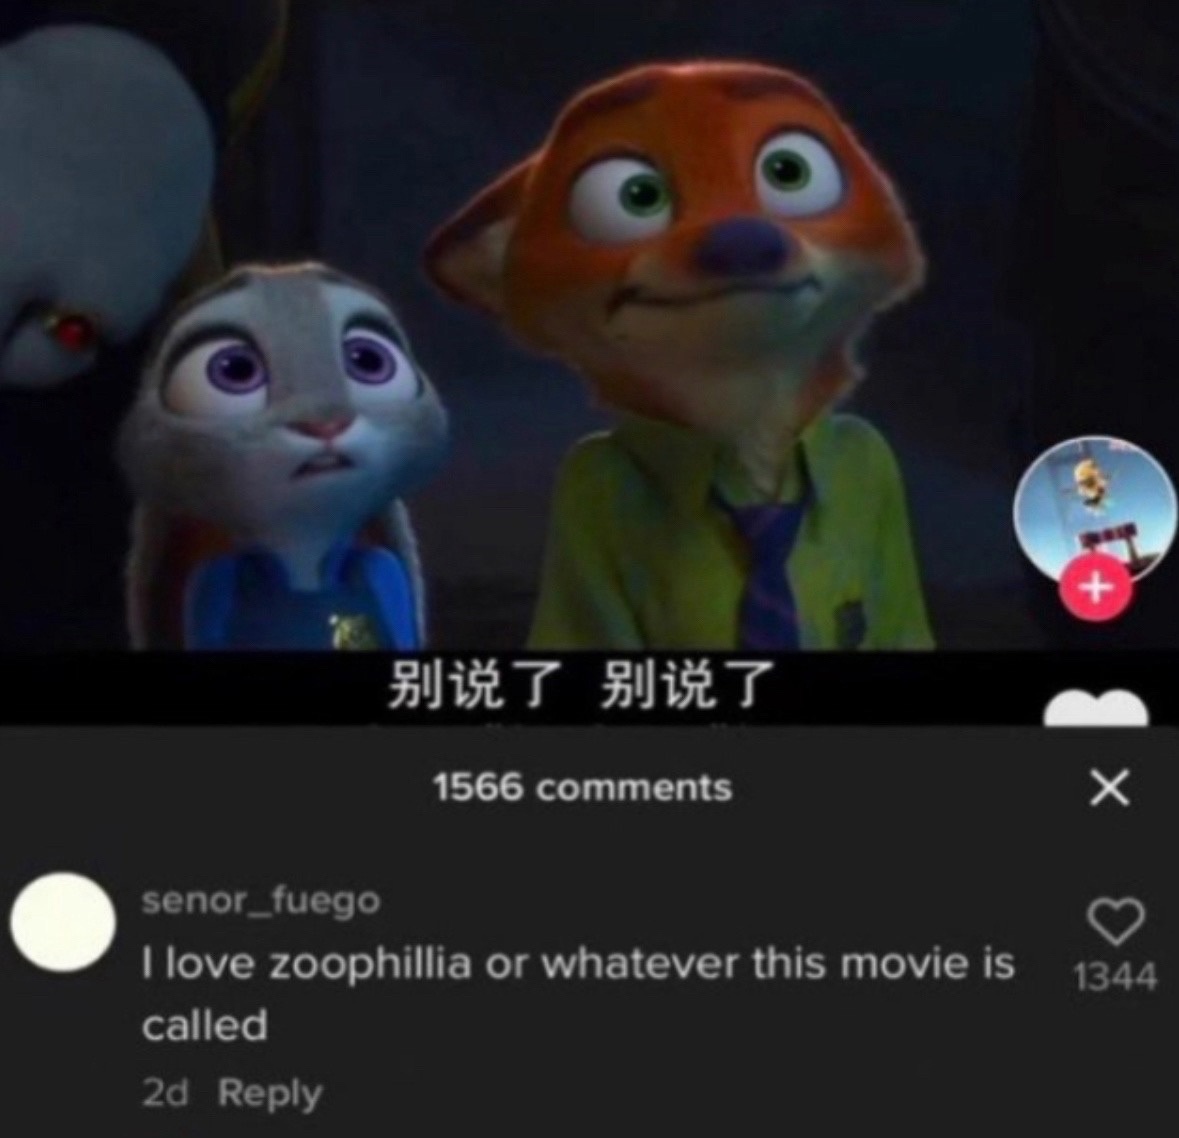 别说了 别说了
1566 comments
senor_fuego
I love zoophillia or whatever this movie is
called
1344
2d Reply